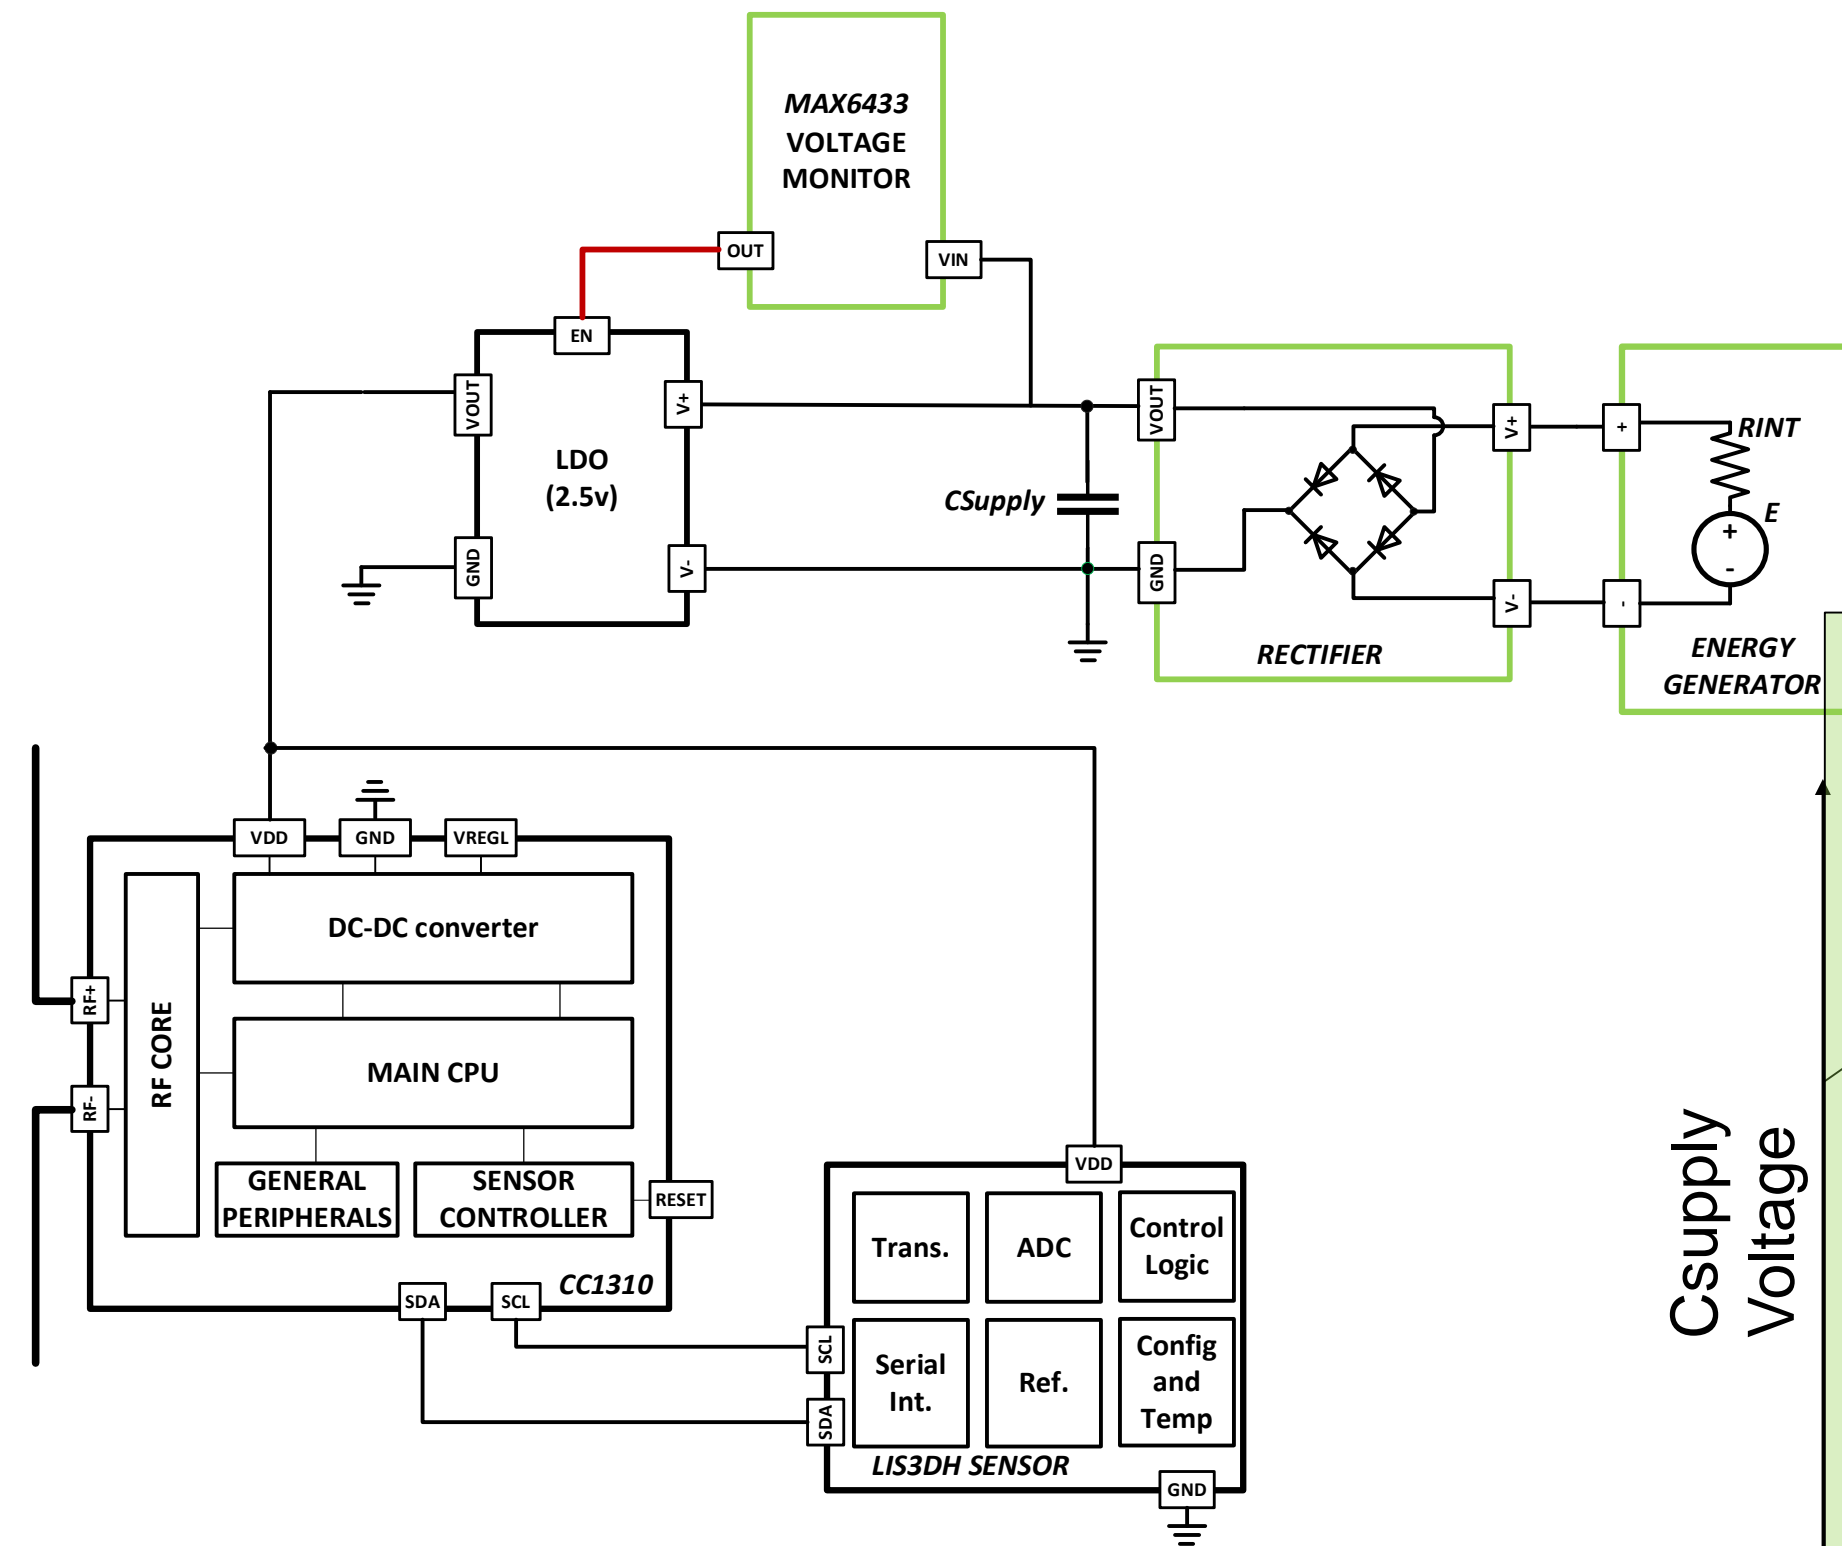 MAX6433
VOLTAGE
MONITOR
OUT
VIN
EN
VOUT
V+
LDO
(2.5v)
GND
V-
CSupply
VOUT
GND
V+
V-
RECTIFIER
+
-
RINT
E
+
-
ENERGY
GENERATOR
VDD
GND
VREGL
DC-DC converter
RF+
RF-
RF CORE
MAIN CPU
GENERAL
PERIPHERALS
SENSOR
CONTROLLER
RESET
CC1310
SDA
SCL
VDD
Trans.
ADC
Control
Logic
SCL
SDA
Serial
Int.
Ref.
Config
and
Temp
LIS3DH SENSOR
GND
Csupply
Voltage